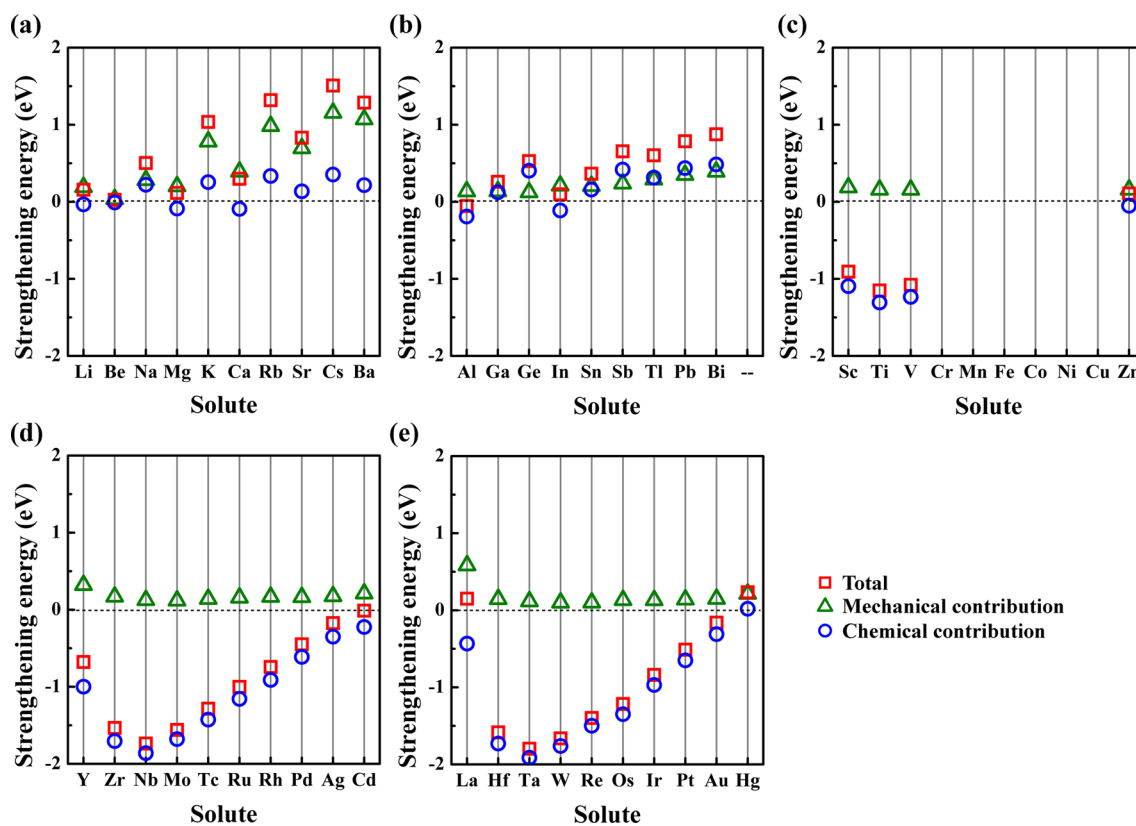 (a)
Strengthening energy (eV)
2
1
0
-1
-2
Li Be Na Mg K Ca Rb Sr Cs Ba
Solute
(b)
Strengthening energy (eV)
2
1
0
-1
-2
Al Ga Ge In Sn Sb Tl Pb Bi --
Solute
(c)
Strengthening energy (eV)
2
1
0
-1
-2
Sc Ti V Cr Mn Fe Co Ni Cu Zn
Solute
(d)
Strengthening energy (eV)
2
1
0
-1
-2
Y Zr Nb Mo Tc Ru Rh Pd Ag Cd
Solute
(e)
Strengthening energy (eV)
2
1
0
-1
-2
La Hf Ta W Re Os Ir Pt Au Hg
Solute
Total
Mechanical contribution
Chemical contribution